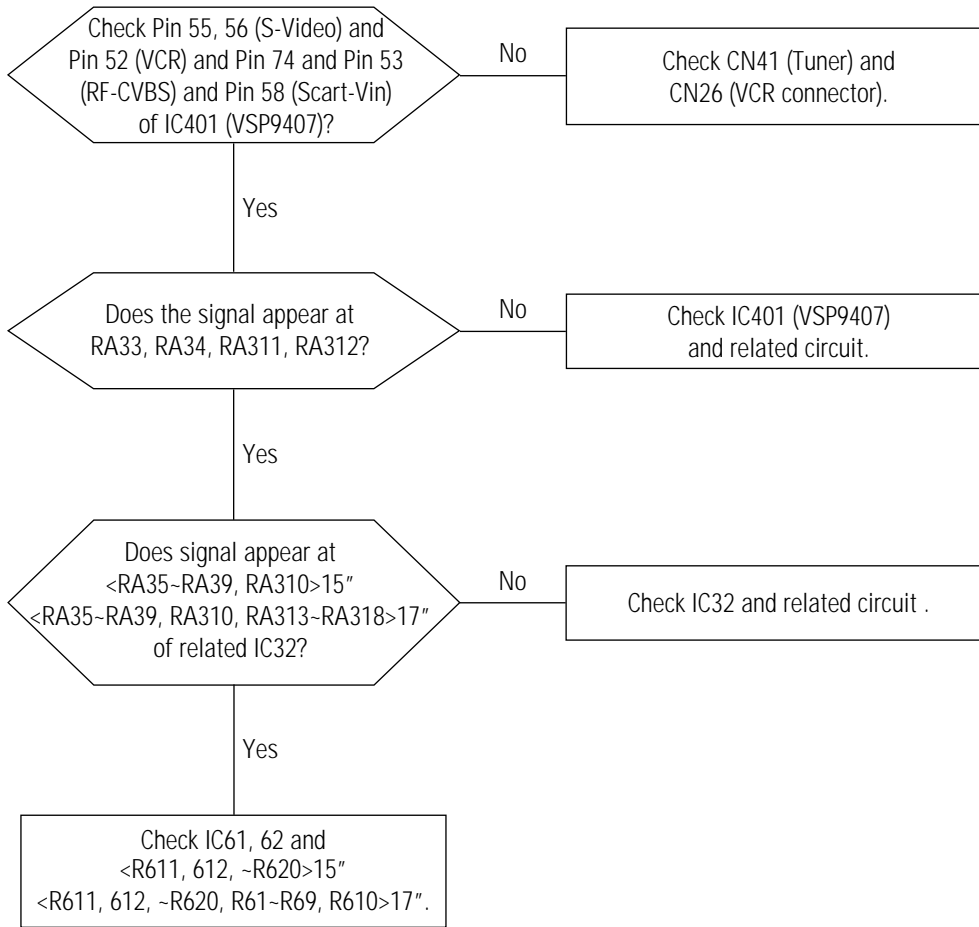 Check Pin 55, 56 (S-Video) and
Pin 52 (VCR) and Pin 74 and Pin 53
(RF-CVBS) and Pin 58 (Scart-Vin)
of IC401 (VSP9407)?
No
Check CN41 (Tuner) and
CN26 (VCR connector).
Yes
Does the signal appear at
RA33, RA34, RA311, RA312?
No
Check IC401 (VSP9407)
and related circuit.
Yes
Does signal appear at
<RA35~RA39, RA310>15″
<RA35~RA39, RA310, RA313~RA318>17″
of related IC32?
No
Check IC32 and related circuit .
Yes
Check IC61, 62 and
<R611, 612, ~R620>15″
<R611, 612, ~R620, R61~R69, R610>17″.